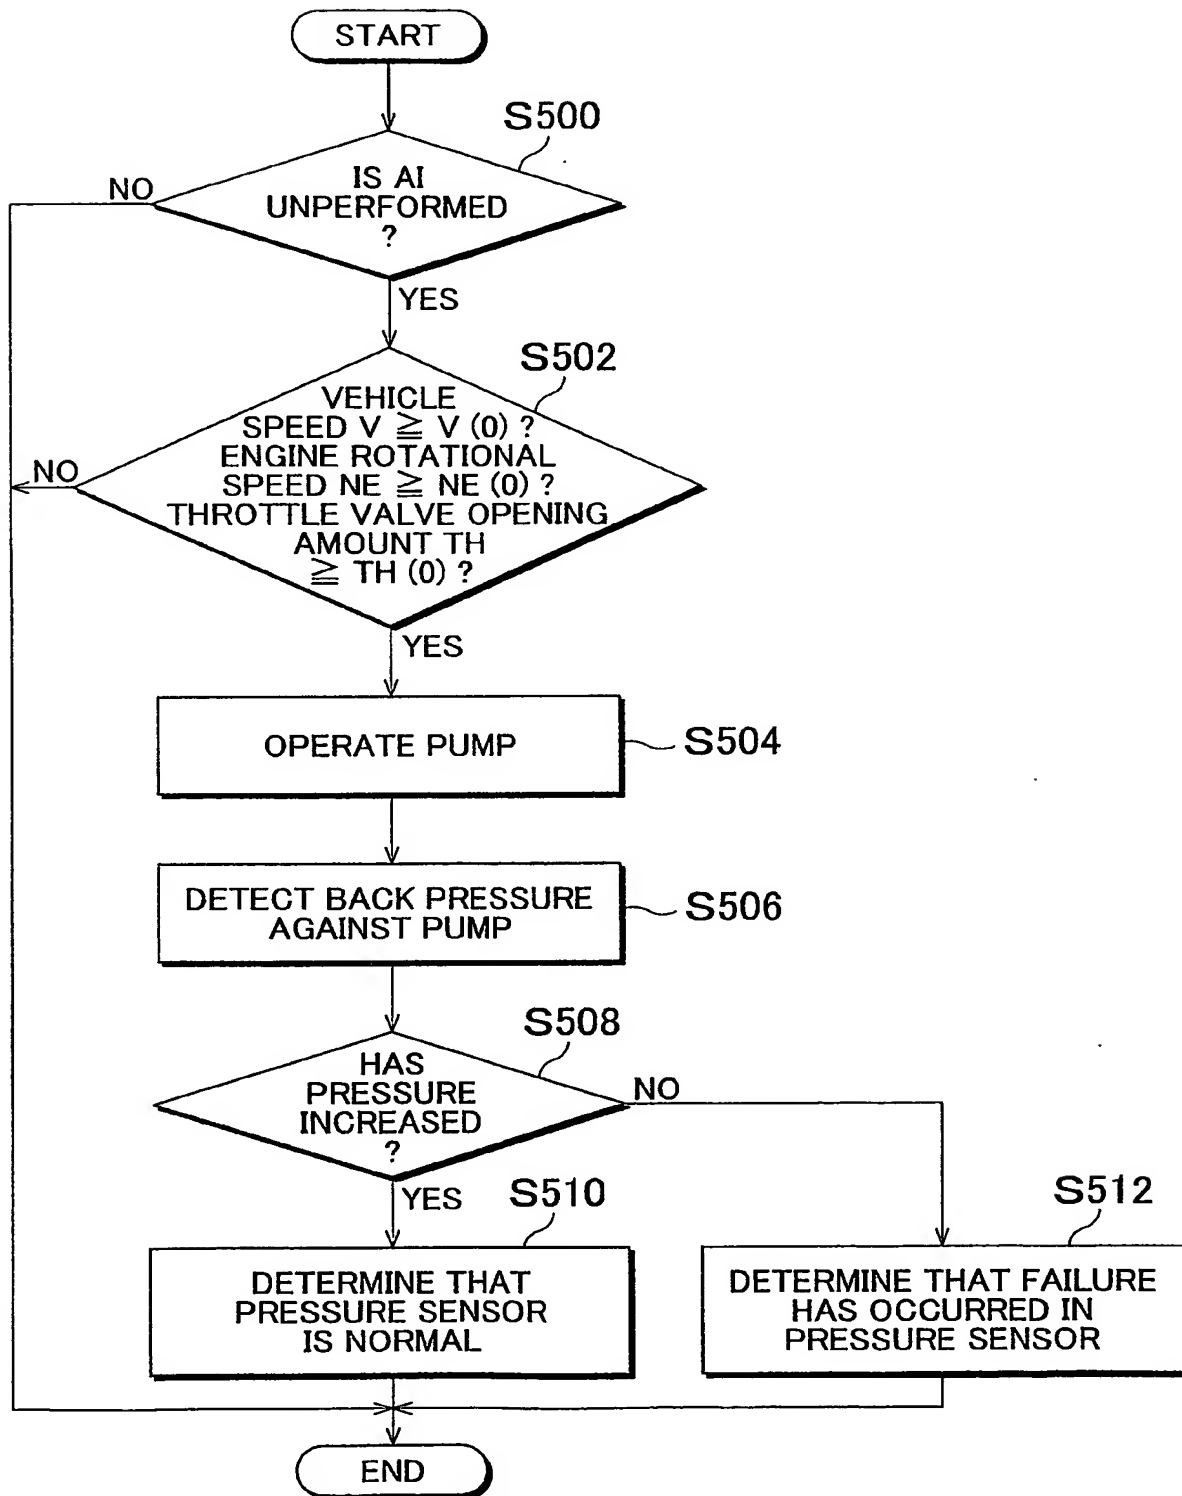 START
S500
IS AI
UNPERFORMED
?
NO
YES
S502
VEHICLE
SPEED V ≧ V (0) ?
ENGINE ROTATIONAL
SPEED NE ≧ NE (0) ?
THROTTLE VALVE OPENING
AMOUNT TH
≧ TH (0) ?
NO
YES
OPERATE PUMP
S504
DETECT BACK PRESSURE
AGAINST PUMP
S506
S508
HAS
PRESSURE
INCREASED
?
NO
YES
S510
S512
DETERMINE THAT
PRESSURE SENSOR
IS NORMAL
DETERMINE THAT FAILURE
HAS OCCURRED IN
PRESSURE SENSOR
END